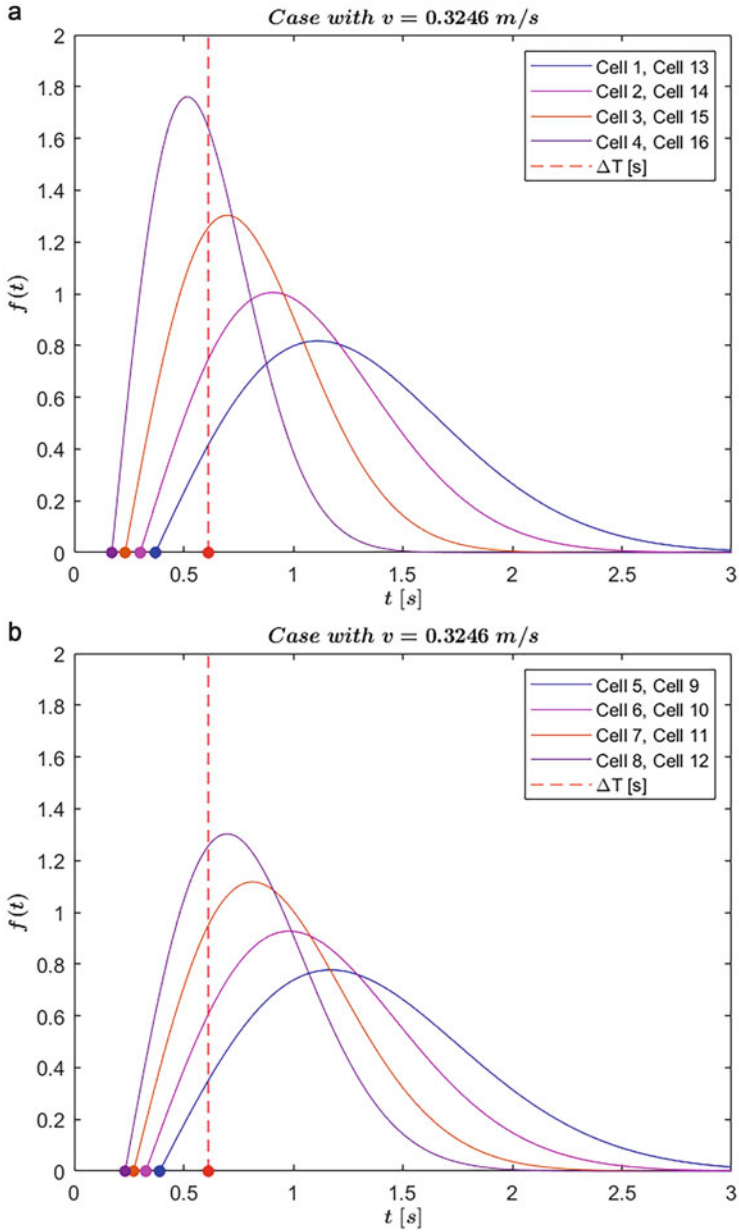 a
Case with v = 0.3246 m/s
2
1.8
1.6
1.4
1.2
1
0.8
0.6
0.4
0.2
0
f(t)
Cell 1, Cell 13
Cell 2, Cell 14
Cell 3, Cell 15
Cell 4, Cell 16
ΔT [s]
0 0.5 1 1.5 2 2.5 3
t [s]
b
Case with v = 0.3246 m/s
2
1.8
1.6
1.4
1.2
1
0.8
0.6
0.4
0.2
0
f(t)
Cell 5, Cell 9
Cell 6, Cell 10
Cell 7, Cell 11
Cell 8, Cell 12
ΔT [s]
0 0.5 1 1.5 2 2.5 3
t [s]